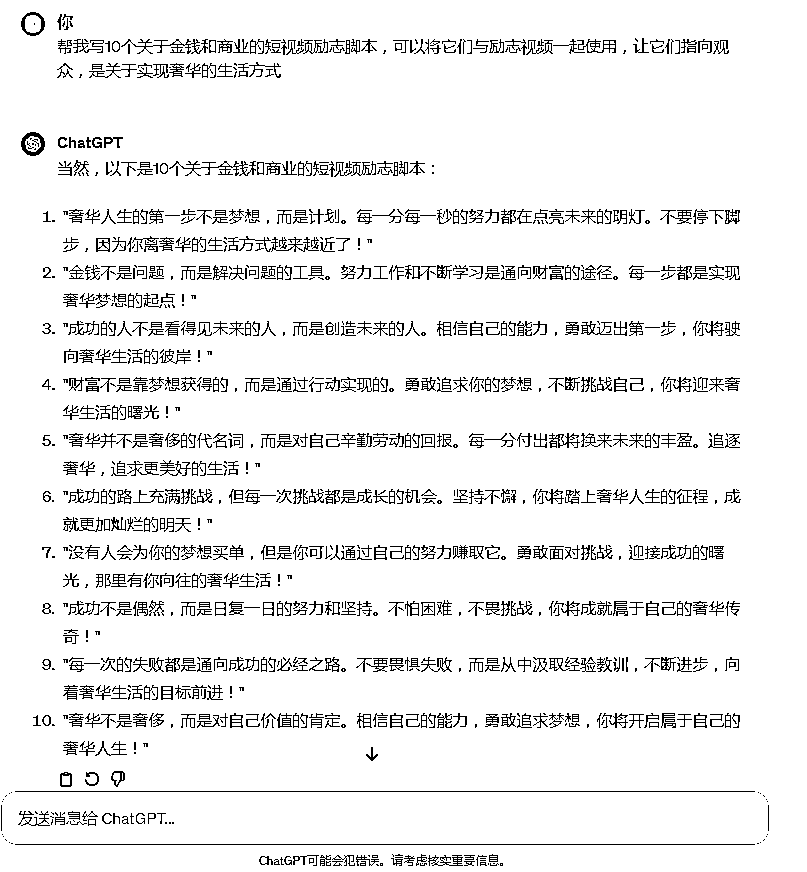 你
帮我写10个关于金钱和商业的短视频励志脚本，可以将它们与励志视频一起使用，让它们指向观
众，是关于实现奢华的生活方式
ChatGPT
当然，以下是10个关于金钱和商业的短视频励志脚本：
1. "奢华人生的第一步不是梦想，而是计划。每一分每一秒的努力都在点亮未来的明灯。不要停下脚
步，因为你离奢华的生活方式越来越近了！"
2. "金钱不是问题，而是解决问题的工具。努力工作和不断学习是通向财富的途径。每一步都是实现
奢华梦想的起点！"
3. "成功的人不是看得见未来的人，而是创造未来的人。相信自己的能力，勇敢迈出第一步，你将驶
向奢华生活的彼岸！"
4. "财富不是靠梦想获得的，而是通过行动实现的。勇敢追求你的梦想，不断挑战自己，你将迎来奢
华生活的曙光！"
5. "奢华并不是奢侈的代名词，而是对自己辛勤劳动的回报。每一分付出都将换来未来的丰盈。追逐
奢华，追求更美好的生活！"
6. "成功的路上充满挑战，但每一次挑战都是成长的机会。坚持不懈，你将踏上奢华人生的征程，成
就更加灿烂的明天！"
7. "没有人会为你的梦想买单，但是你可以通过自己的努力赚取它。勇敢面对挑战，迎接成功的曙
光，那里有你向往的奢华生活！"
8. "成功不是偶然，而是日复一日的努力和坚持。不怕困难，不畏挑战，你将成就属于自己的奢华传
奇！"
9. "每一次的失败都是通向成功的必经之路。不要畏惧失败，而是从中汲取经验教训，不断进步，向
着奢华生活的目标前进！"
10. "奢华不是奢侈，而是对自己价值的肯定。相信自己的能力，勇敢追求梦想，你将开启属于自己的
奢华人生！"
发送消息给 ChatGPT...
ChatGPT可能会犯错误。请考虑核实重要信息。